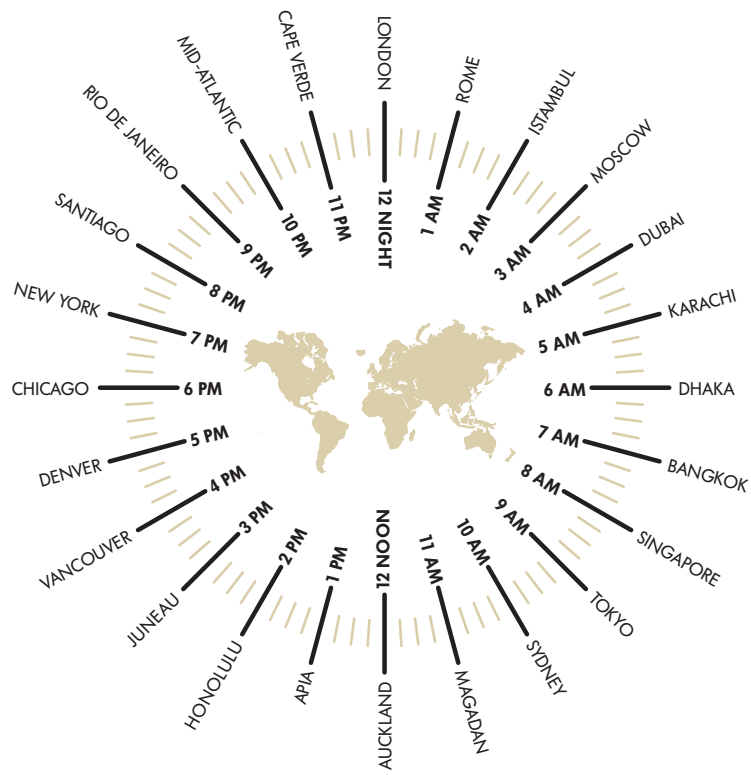 LONDON
12 NIGHT
ROME
1 AM
ISTAMBUL
2 AM
MOSCOW
3 AM
DUBAI
4 AM
KARACHI
5 AM
DHAKA
6 AM
BANGKOK
7 AM
SINGAPORE
8 AM
TOKYO
9 AM
SYDNEY
10 AM
MAGADAN
11 AM
AUCKLAND
12 NOON
APIA
1 PM
HONOLULU
2 PM
JUNEAU
3 PM
VANCOUVER
4 PM
DENVER
5 PM
CHICAGO
6 PM
NEW YORK
7 PM
SANTIAGO
8 PM
RIO DE JANEIRO
9 PM
MID-ATLANTIC
10 PM
CAPE VERDE
11 PM